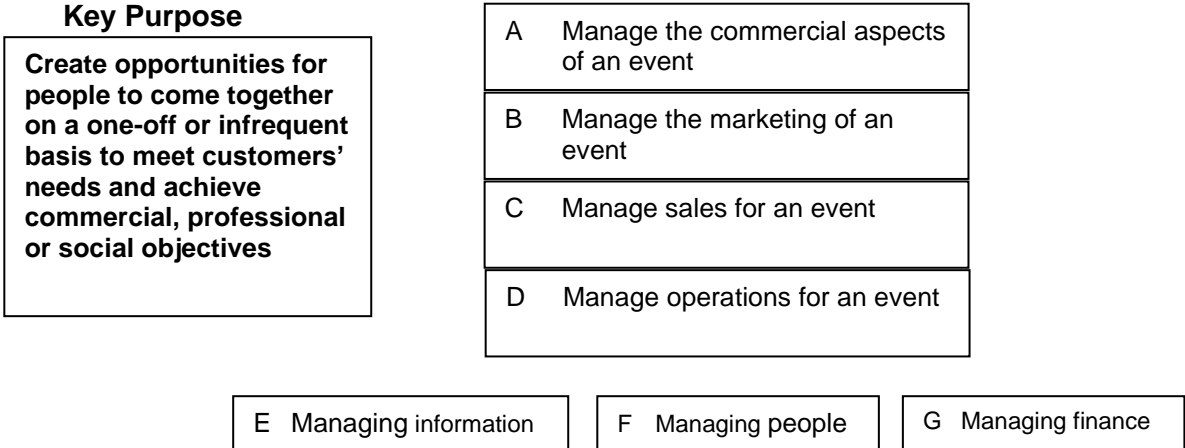 Key Purpose
Create opportunities for
people to come together
on a one-off or infrequent
basis to meet customers’
needs and achieve
commercial, professional
or social objectives
A Manage the commercial aspects
of an event
B Manage the marketing of an
event
C Manage sales for an event
D Manage operations for an event
E Managing information
F Managing people
G Managing finance